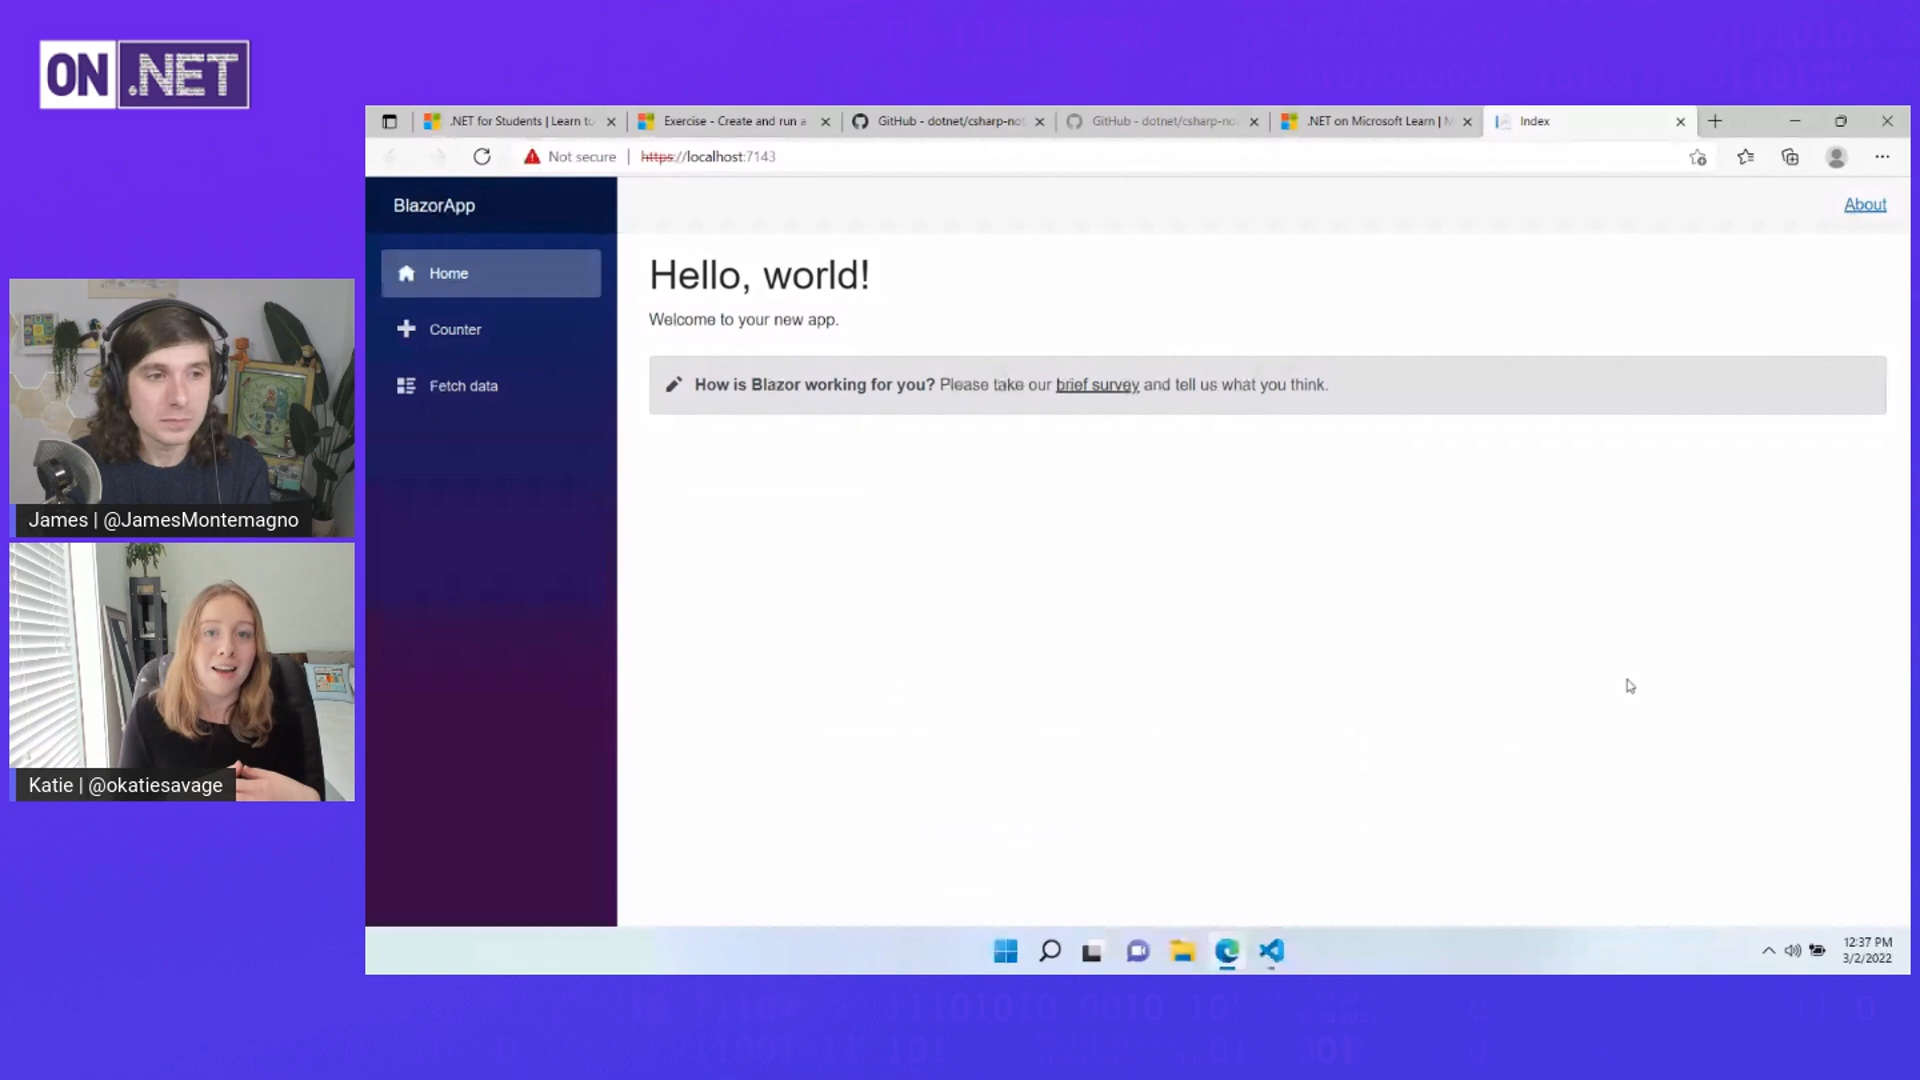 ON .NET
.NET for Students | Learn to
Exercise - Create and run a
GitHub - dotnet/csharp-not
GitHub - dotnet/csharp-no
.NET on Microsoft Learn | M
Index
Not secure
https://localhost:7143
BlazorApp
About
Home
Counter
Fetch data
Hello, world!
Welcome to your new app.
How is Blazor working for you? Please take our brief survey and tell us what you think.
James | @JamesMontemagno
Katie | @okatiesavage
12:37 PM
3/2/2022